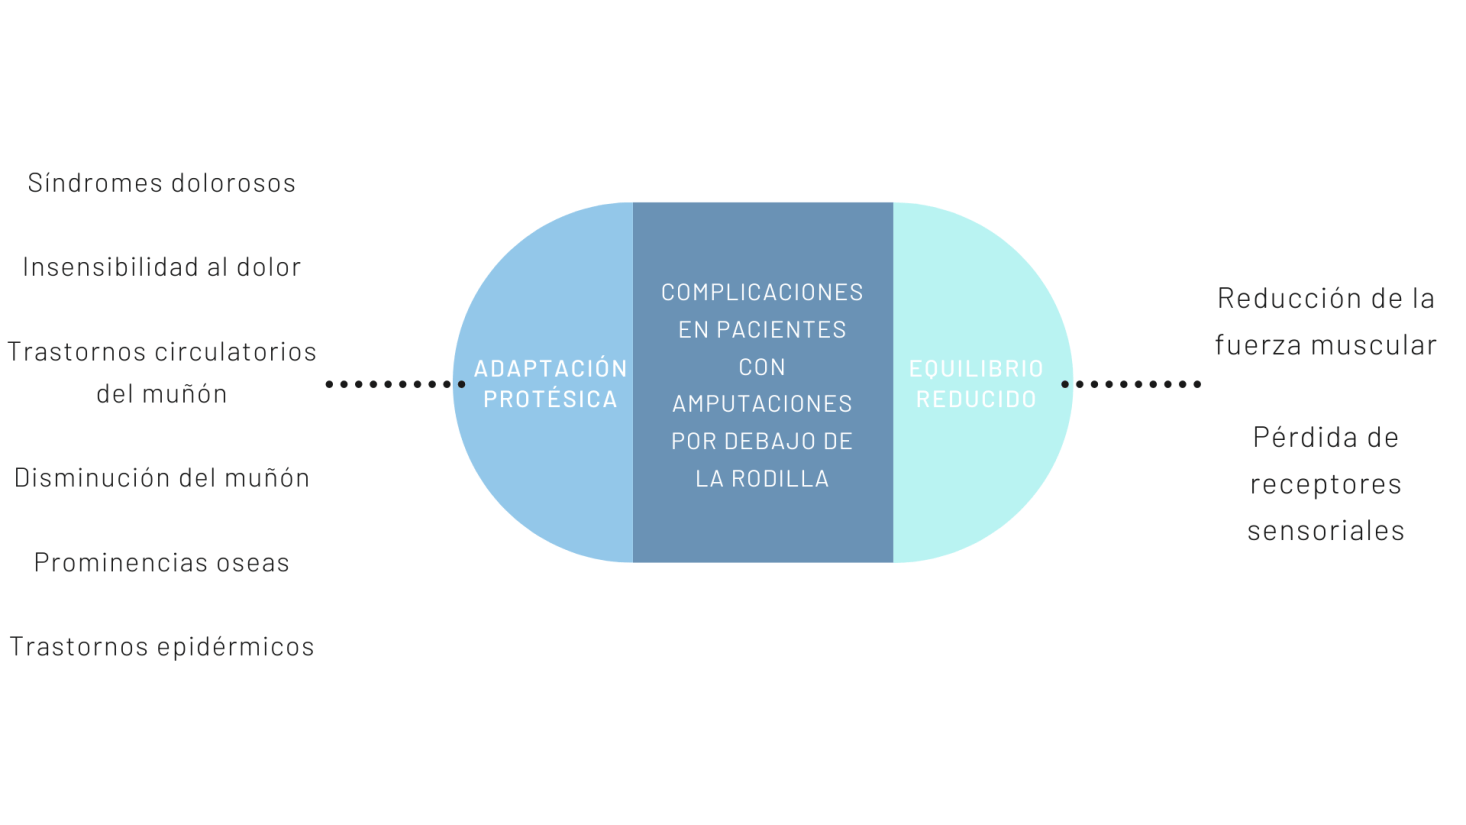 Síndromes dolorosos
Insensibilidad al dolor
Trastornos circulatorios
del muñón
Disminución del muñón
Prominencias oseas
Trastornos epidérmicos
ADAPTACIÓN
PROTÉSICA
COMPLICACIONES
EN PACIENTES
CON
AMPUTACIONES
POR DEBAJO DE
LA RODILLA
EQUILIBRIO
REDUCIDO
Reducción de la
fuerza muscular
Pérdida de
receptores
sensoriales